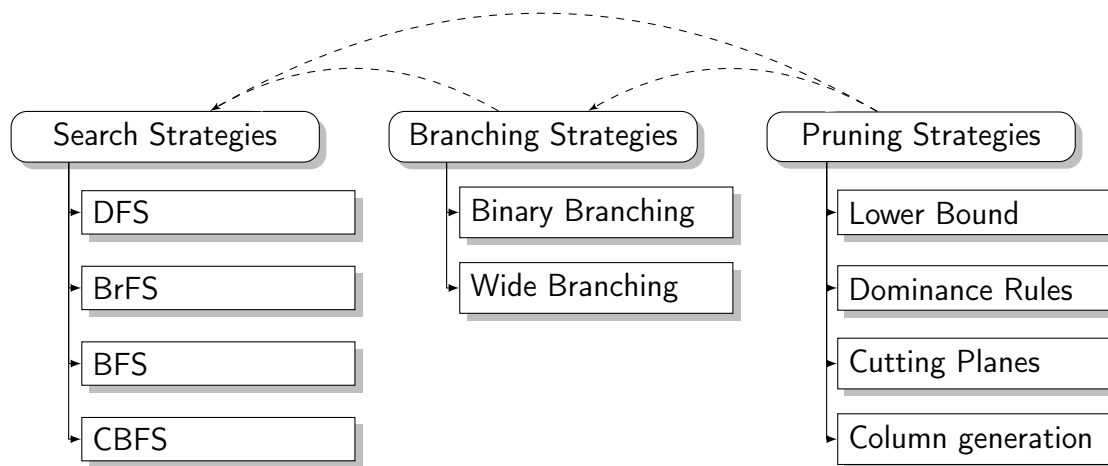 Search Strategies
DFS
BrFS
BFS
CBFS
Branching Strategies
Binary Branching
Wide Branching
Pruning Strategies
Lower Bound
Dominance Rules
Cutting Planes
Column generation